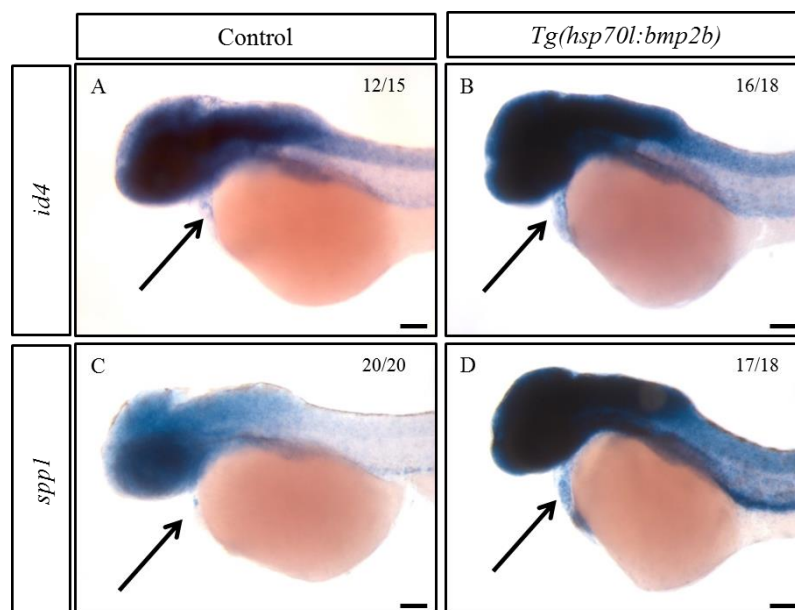 Control
Tg(hsp70l:bmp2b)
id4
A 12/15
B 16/18
spp1
C 20/20
D 17/18